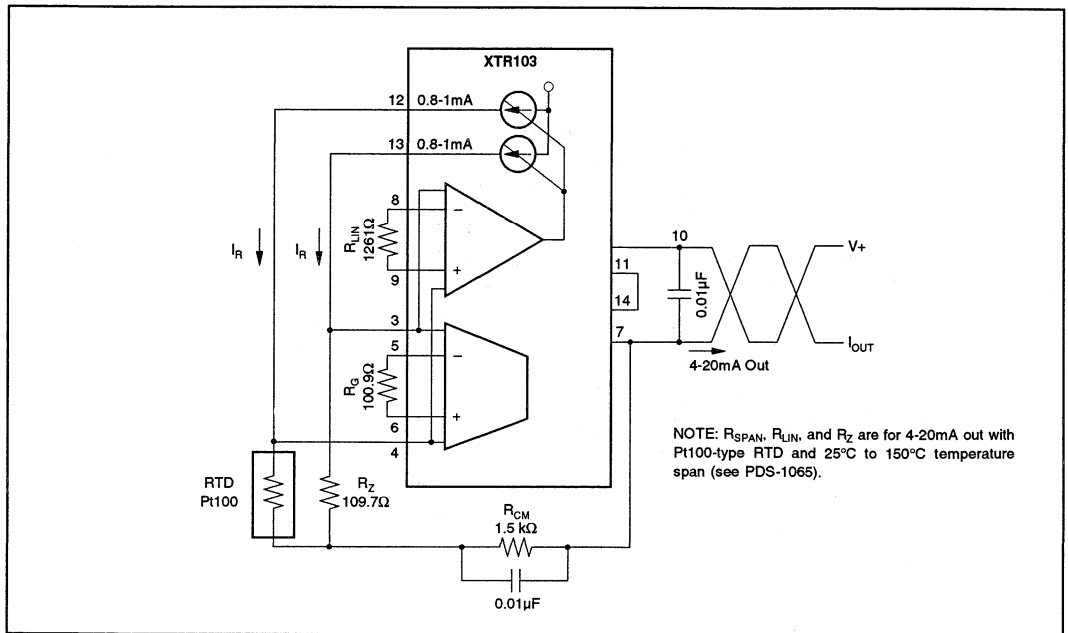 XTR103
12 0.8-1mA
13 0.8-1mA
8
−
R_LIN
1261Ω
+
9
I_R
I_R
10
V+
11
0.01µF
14
3
7
I_OUT
4-20mA Out
5
−
R_G
100.9Ω
+
6
4
NOTE: R_SPAN, R_LIN, and R_Z are for 4-20mA out with
Pt100-type RTD and 25°C to 150°C temperature
span (see PDS-1065).
RTD
Pt100
R_Z
109.7Ω
R_CM
1.5 kΩ
0.01µF